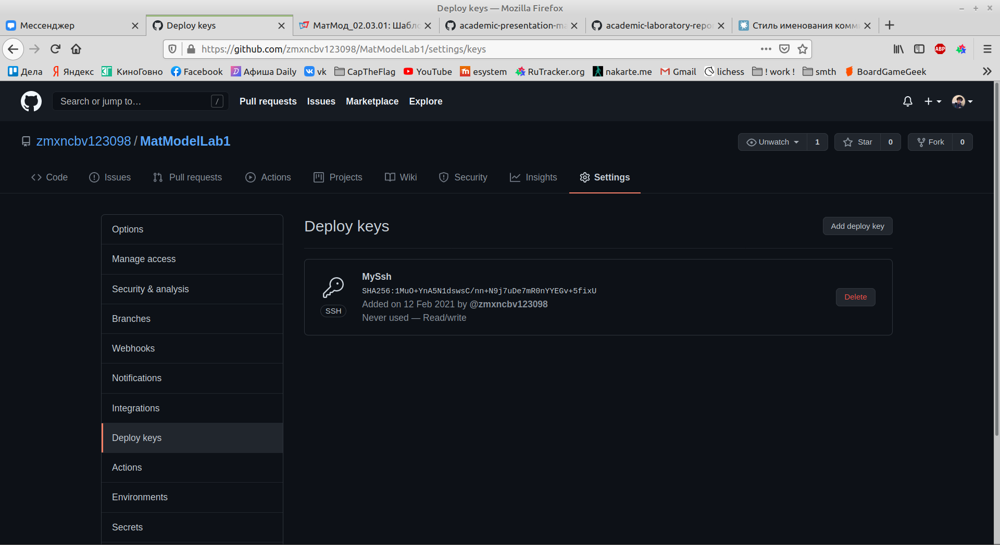 Deploy keys — Mozilla Firefox
Мессенджер
Deploy keys
МатМод_02.03.01: Шабло
academic-presentation-ma
academic-laboratory-repo
Стиль именования комм
https://github.com/zmxncbv123098/MatModelLab1/settings/keys
ABP
Дела Яндекс КиноГовно Facebook Афиша Daily vk CapTheFlag YouTube esystem RuTracker.org nakarte.me Gmail lichess ! work ! smth BoardGameGeek
Search or jump to… /
Pull requests Issues Marketplace Explore
zmxncbv123098 / MatModelLab1
Unwatch 1 Star 0 Fork 0
Code Issues Pull requests Actions Projects Wiki Security Insights Settings
Options
Manage access
Security & analysis
Branches
Webhooks
Notifications
Integrations
Deploy keys
Actions
Environments
Secrets
Deploy keys
Add deploy key
MySsh
SHA256:1MuO+YnA5N1dswsC/nn+N9j7uDe7mR0nYYEGv+5fixU
Added on 12 Feb 2021 by @zmxncbv123098
Never used — Read/write
SSH
Delete